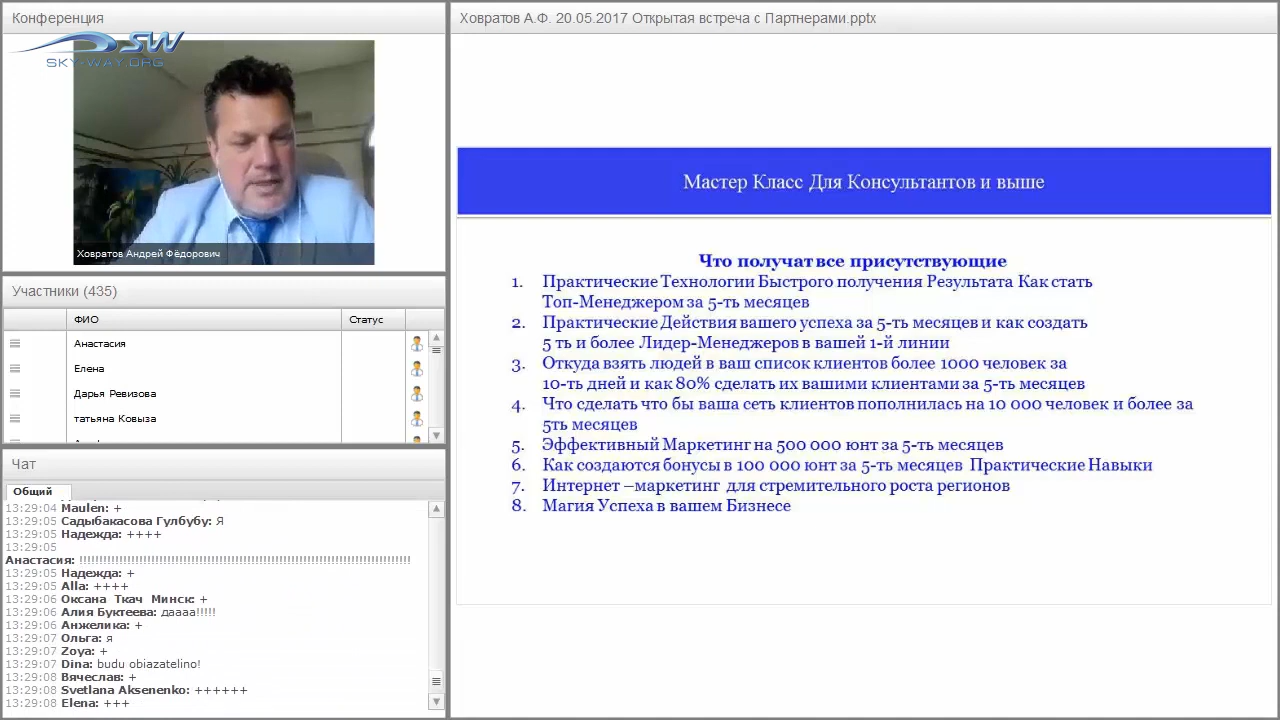 Конференция
SW
SKY-WAY.ORG
Ховратов Андрей Фёдорович
Участники (435)
ФИО Статус
Анастасия
Елена
Дарья Ревизова
татьяна Ковыза
Чат
Общий
13:29:04 Maulen: +
13:29:05 Садыбакасова Гулбубу: Я
13:29:05 Надежда: ++++
13:29:05
Анастасия: !!!!!!!!!!!!!!!!!!!!!!!!!!!!!!!!!!!!!!!!!!!!!!!!!!!!!!!!!!!!!!!!!!!!!!!!!!!!!!!!!!!
13:29:05 Надежда: +
13:29:05 Alla: ++++
13:29:06 Оксана Ткач Минск: +
13:29:06 Алия Буктеева: даааа!!!!!
13:29:06 Анжелика: +
13:29:07 Ольга: я
13:29:07 Zoya: +
13:29:07 Dina: budu obiazatelino!
13:29:08 Вячеслав: +
13:29:08 Svetlana Aksenenko: ++++++
13:29:08 Elena: +++
Ховратов А.Ф. 20.05.2017 Открытая встреча с Партнерами.pptx
Мастер Класс Для Консультантов и выше
Что получат все присутствующие
1. Практические Технологии Быстрого получения Результата Как стать
Топ-Менеджером за 5-ть месяцев
2. Практические Действия вашего успеха за 5-ть месяцев и как создать
5 ть и более Лидер-Менеджеров в вашей 1-й линии
3. Откуда взять людей в ваш список клиентов более 1000 человек за
10-ть дней и как 80% сделать их вашими клиентами за 5-ть месяцев
4. Что сделать что бы ваша сеть клиентов пополнилась на 10 000 человек и более за
5ть месяцев
5. Эффективный Маркетинг на 500 000 юнт за 5-ть месяцев
6. Как создаются бонусы в 100 000 юнт за 5-ть месяцев Практические Навыки
7. Интернет –маркетинг для стремительного роста регионов
8. Магия Успеха в вашем Бизнесе